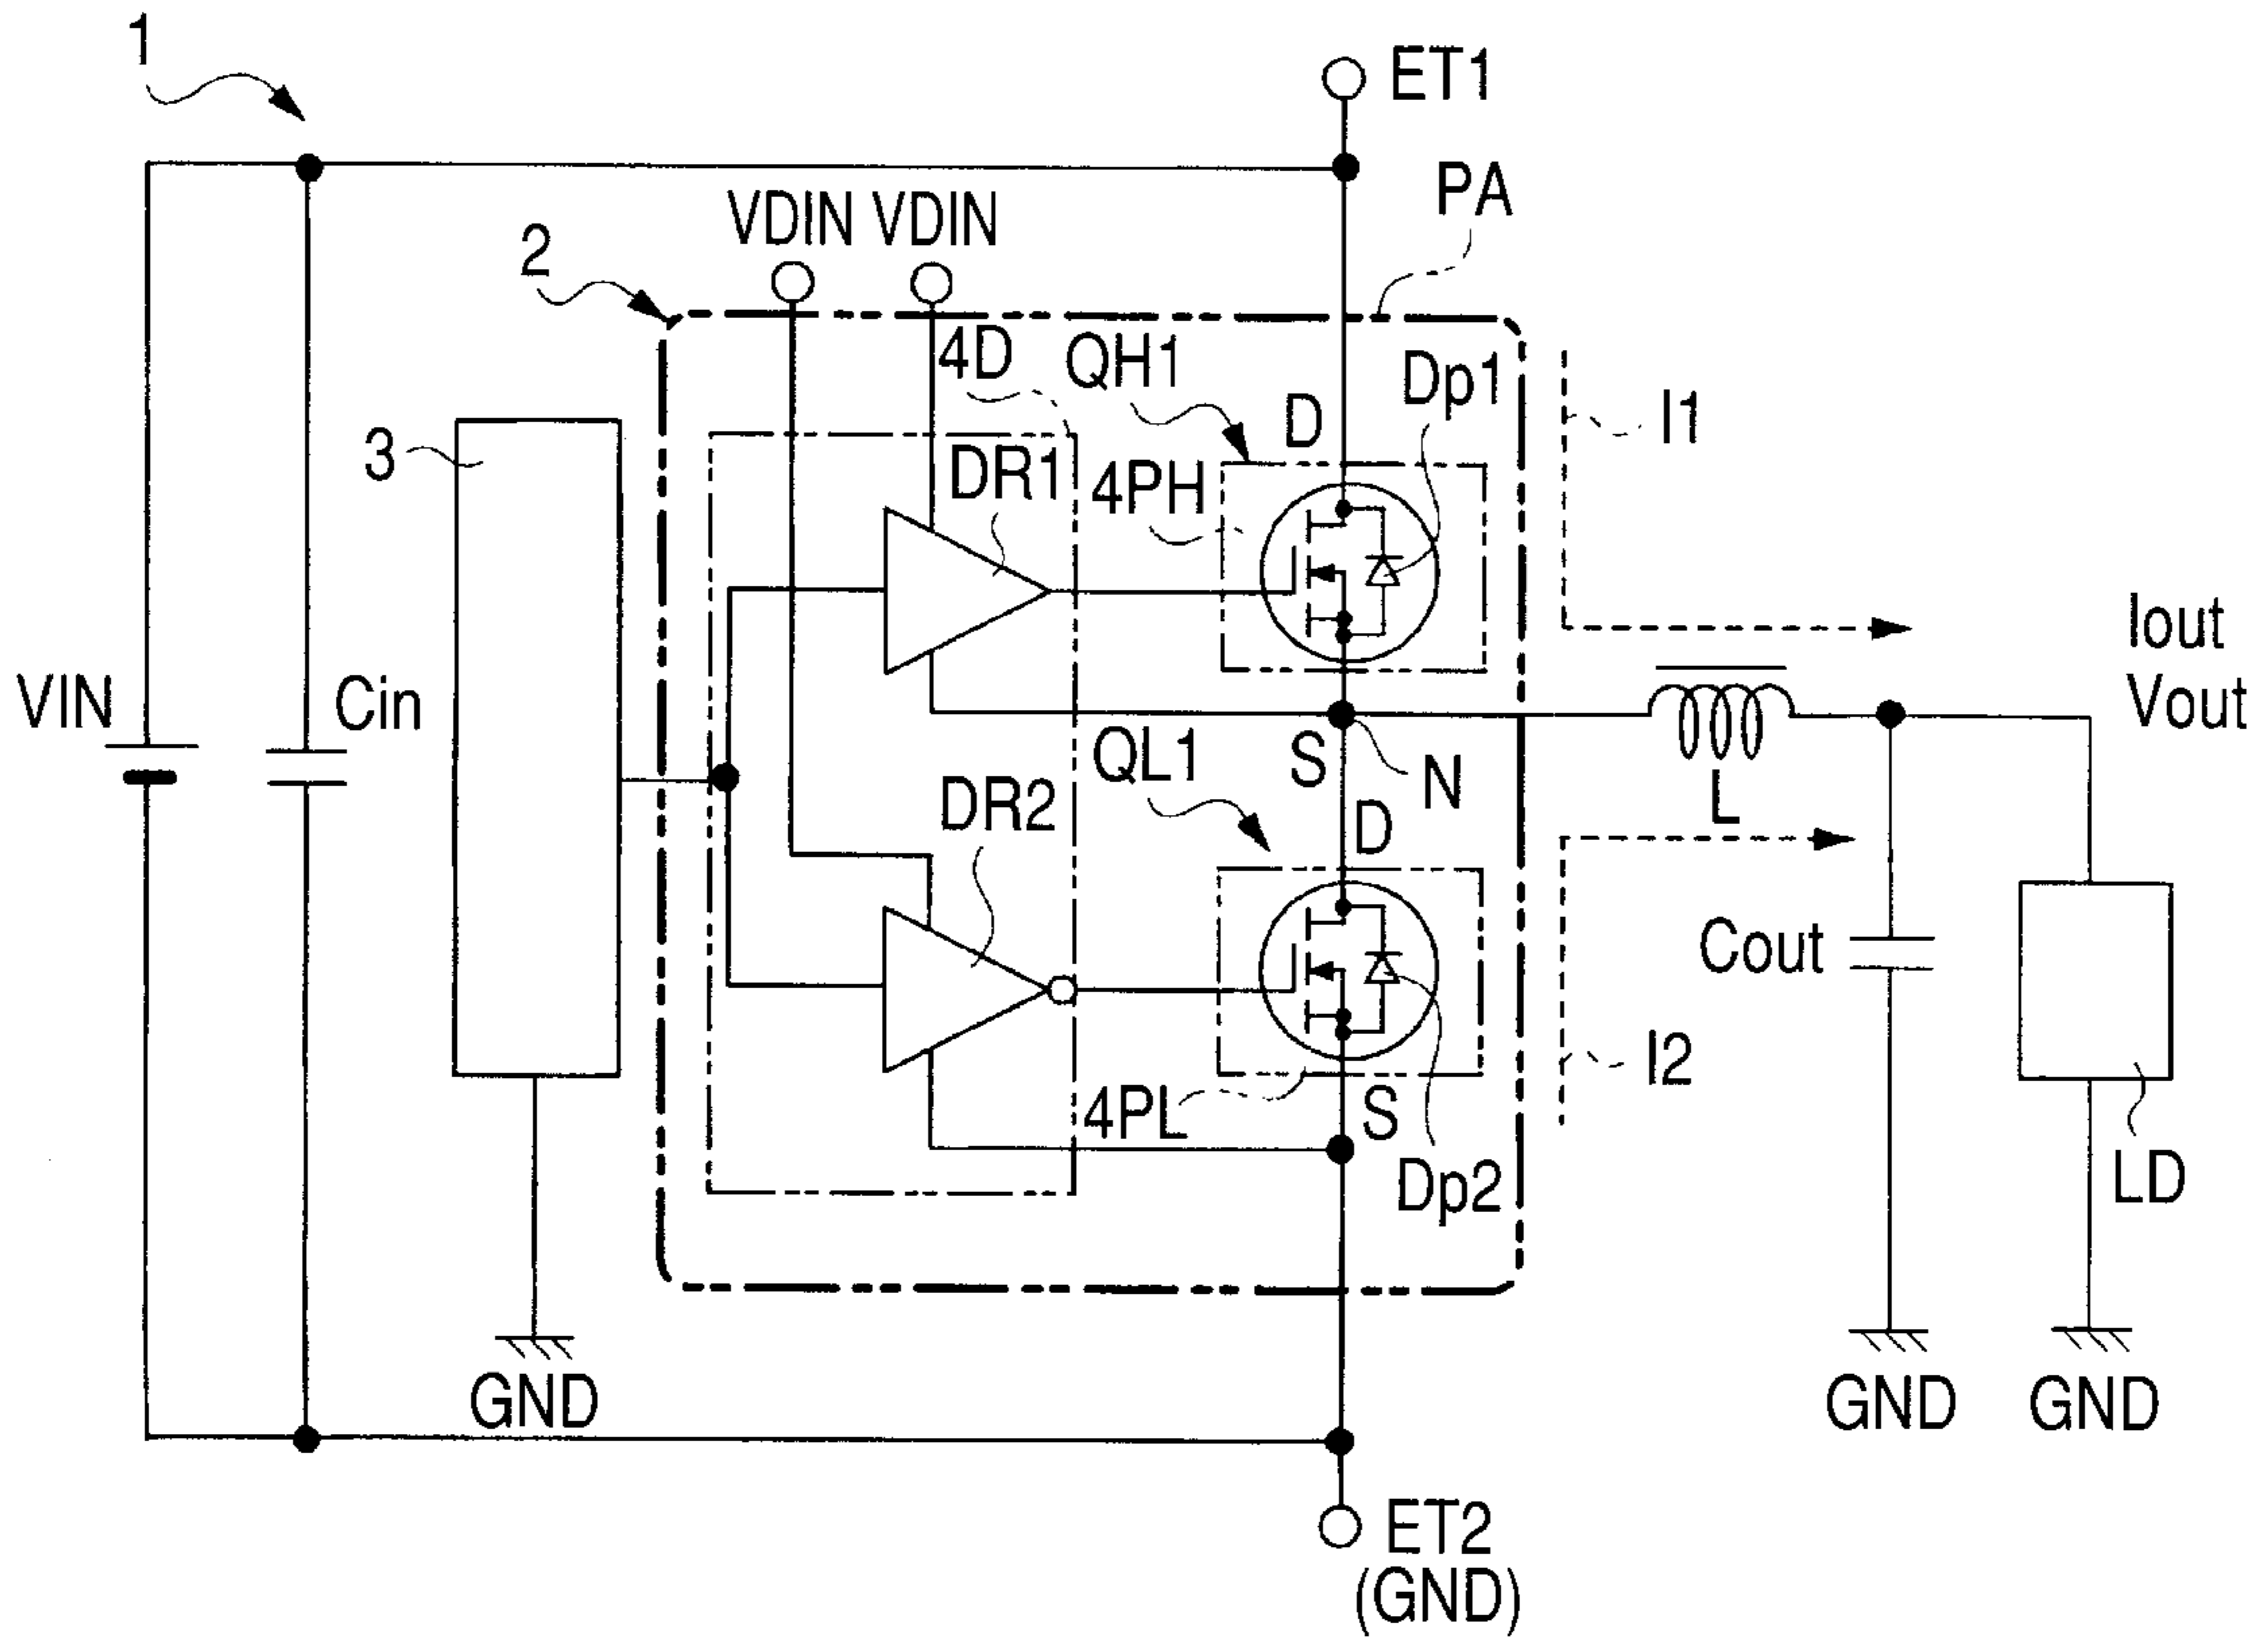 1
ET1
PA
VDIN VDIN
2
4D
QH1
Dp1
D
I1
3
DR1
4PH
Iout
VIN
Cin
Vout
S
N
QL1
L
DR2
D
Cout
I2
4PL
S
Dp2
LD
GND
GND
GND
ET2
(GND)